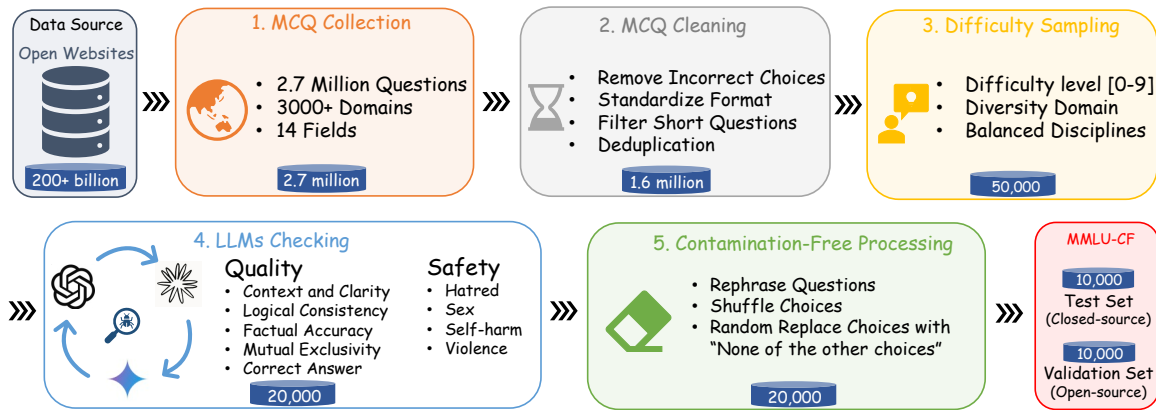 Data Source
Open Websites
200+ billion
1. MCQ Collection
• 2.7 Million Questions
• 3000+ Domains
• 14 Fields
2.7 million
2. MCQ Cleaning
• Remove Incorrect Choices
• Standardize Format
• Filter Short Questions
• Deduplication
1.6 million
3. Difficulty Sampling
• Difficulty level [0-9]
• Diversity Domain
• Balanced Disciplines
50,000
4. LLMs Checking
Quality
• Context and Clarity
• Logical Consistency
• Factual Accuracy
• Mutual Exclusivity
• Correct Answer
Safety
• Hatred
• Sex
• Self-harm
• Violence
20,000
5. Contamination-Free Processing
• Rephrase Questions
• Shuffle Choices
• Random Replace Choices with
"None of the other choices"
20,000
MMLU-CF
10,000
Test Set
(Closed-source)
10,000
Validation Set
(Open-source)